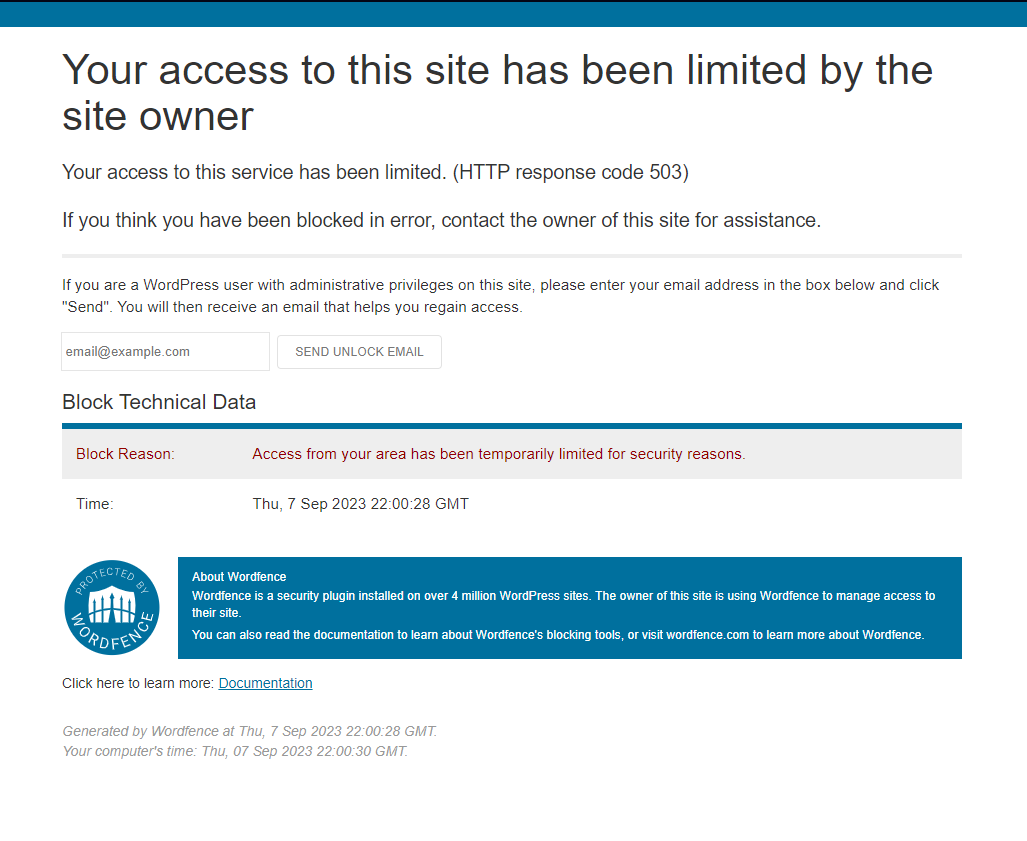 Your access to this site has been limited by the
site owner
Your access to this service has been limited. (HTTP response code 503)
If you think you have been blocked in error, contact the owner of this site for assistance.
If you are a WordPress user with administrative privileges on this site, please enter your email address in the box below and click
"Send". You will then receive an email that helps you regain access.
email@example.com SEND UNLOCK EMAIL
Block Technical Data
Block Reason: Access from your area has been temporarily limited for security reasons.
Time: Thu, 7 Sep 2023 22:00:28 GMT
PROTECTED BY
WORDFENCE
About Wordfence
Wordfence is a security plugin installed on over 4 million WordPress sites. The owner of this site is using Wordfence to manage access to
their site.
You can also read the documentation to learn about Wordfence's blocking tools, or visit wordfence.com to learn more about Wordfence.
Click here to learn more: Documentation
Generated by Wordfence at Thu, 7 Sep 2023 22:00:28 GMT.
Your computer's time: Thu, 07 Sep 2023 22:00:30 GMT.